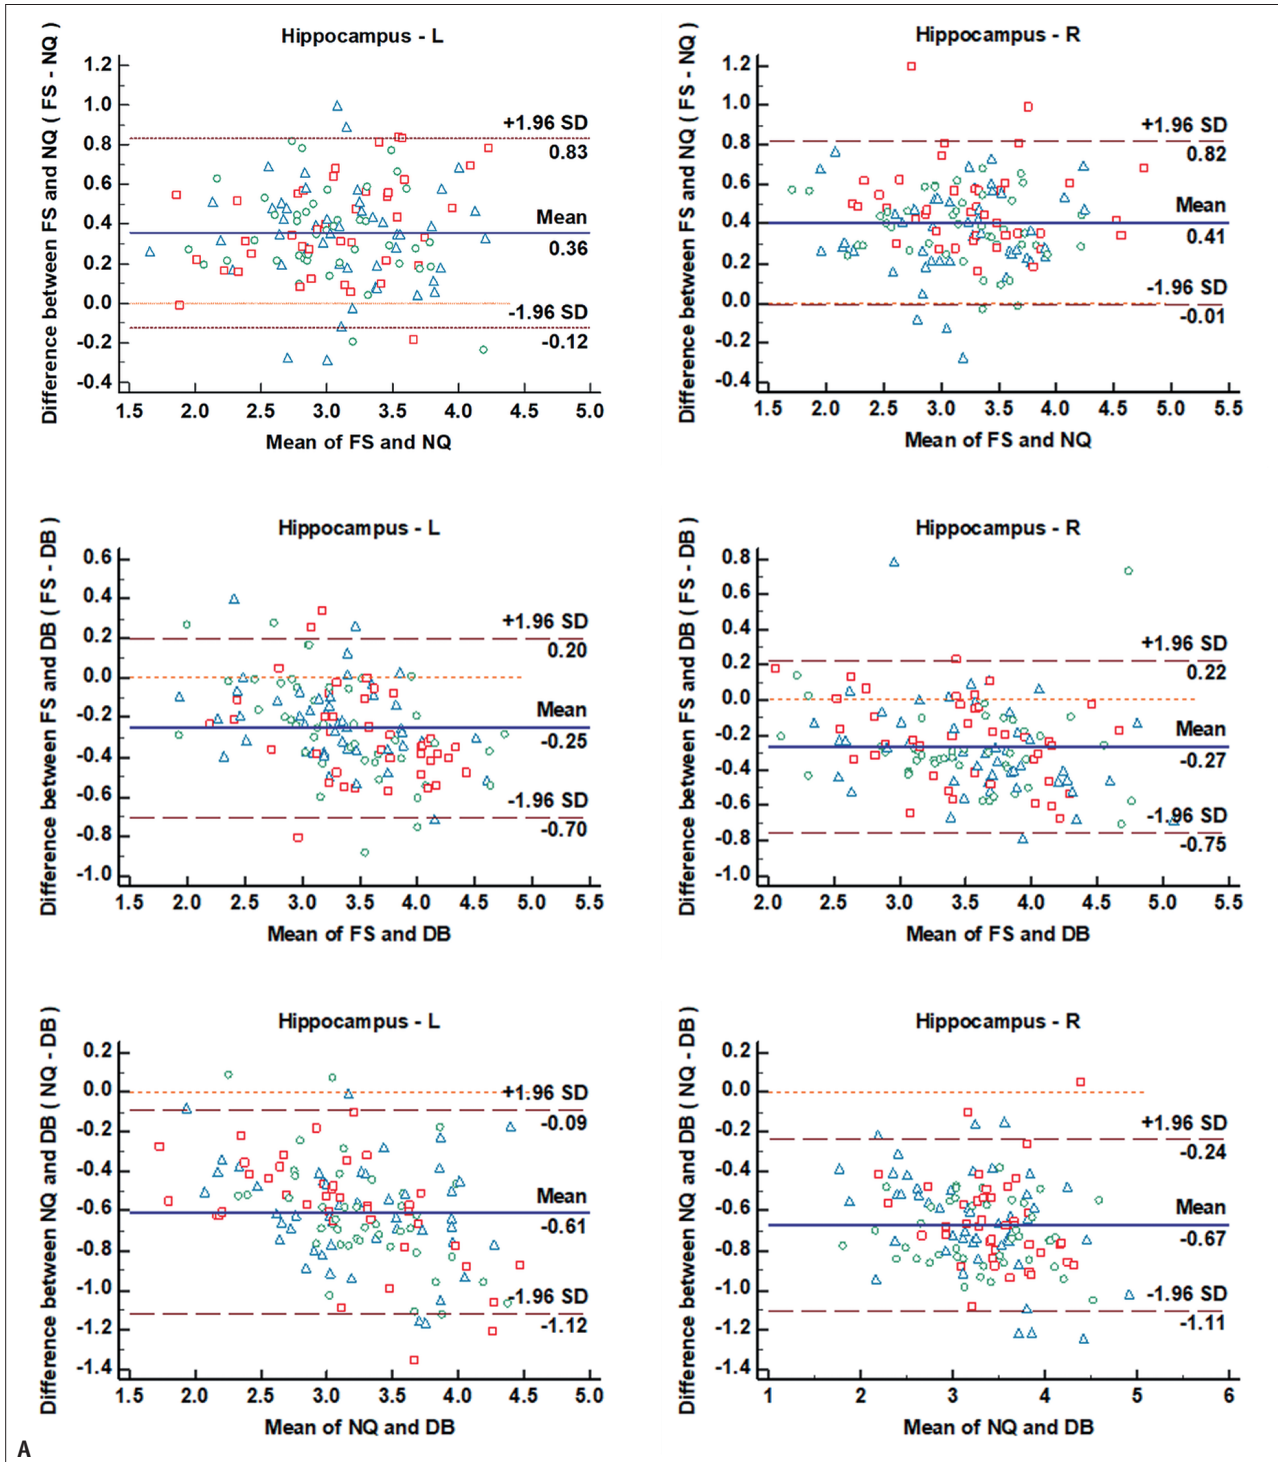 Hippocampus - L
Difference between FS and NQ ( FS - NQ )
1.2
1.0
0.8
0.6
0.4
0.2
0.0
-0.2
-0.4
+1.96 SD
0.83
Mean
0.36
-1.96 SD
-0.12
1.5 2.0 2.5 3.0 3.5 4.0 4.5 5.0
Mean of FS and NQ
Hippocampus - R
Difference between FS and NQ ( FS - NQ )
1.2
1.0
0.8
0.6
0.4
0.2
0.0
-0.2
-0.4
+1.96 SD
0.82
Mean
0.41
-1.96 SD
-0.01
1.5 2.0 2.5 3.0 3.5 4.0 4.5 5.0 5.5
Mean of FS and NQ
Hippocampus - L
Difference between FS and DB ( FS - DB )
0.6
0.4
0.2
0.0
-0.2
-0.4
-0.6
-0.8
-1.0
+1.96 SD
0.20
Mean
-0.25
-1.96 SD
-0.70
1.5 2.0 2.5 3.0 3.5 4.0 4.5 5.0 5.5
Mean of FS and DB
Hippocampus - R
Difference between FS and DB ( FS - DB )
0.8
0.6
0.4
0.2
0.0
-0.2
-0.4
-0.6
-0.8
-1.0
+1.96 SD
0.22
Mean
-0.27
-1.96 SD
-0.75
2.0 2.5 3.0 3.5 4.0 4.5 5.0 5.5
Mean of FS and DB
Hippocampus - L
Difference between NQ and DB ( NQ - DB )
0.2
0.0
-0.2
-0.4
-0.6
-0.8
-1.0
-1.2
-1.4
+1.96 SD
-0.09
Mean
-0.61
-1.96 SD
-1.12
1.5 2.0 2.5 3.0 3.5 4.0 4.5 5.0
Mean of NQ and DB
Hippocampus - R
Difference between NQ and DB ( NQ - DB )
0.2
0.0
-0.2
-0.4
-0.6
-0.8
-1.0
-1.2
-1.4
+1.96 SD
-0.24
Mean
-0.67
-1.96 SD
-1.11
1 2 3 4 5 6
Mean of NQ and DB
A